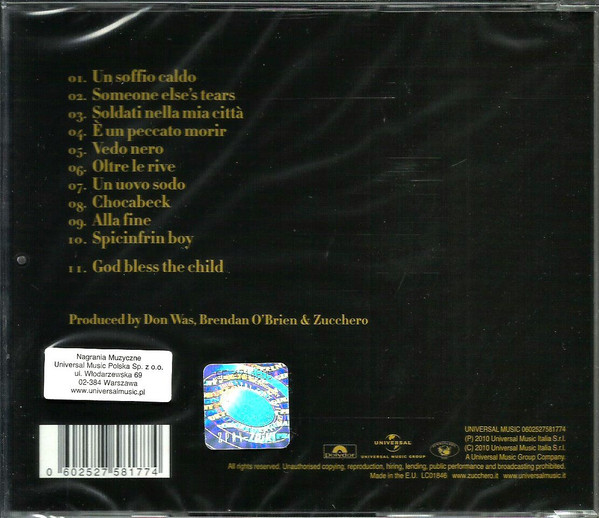 01. Un soffio caldo
02. Someone else's tears
03. Soldati nella mia città
04. È un peccato morir
05. Vedo nero
06. Oltre le rive
07. Un uovo sodo
08. Chocabeck
09. Alla fine
10. Spicinfrin boy
11. God bless the child
Produced by Don Was, Brendan O'Brien & Zucchero
Nagrania Muzyczne
Universal Music Polska Sp. z o.o.
ul. Włodarzewska 69
02-384 Warszawa
www.universalmusic.pl
0 602527 581774
polydor
UNIVERSAL
UNIVERSAL MUSIC GROUP
UNIVERSAL MUSIC 0602527581774
(P) 2010 Universal Music Italia S.r.l.
(C) 2010 Universal Music Italia S.r.l.
A Universal Music Group Company.
All rights reserved. Unauthorised copying, reproduction, hiring, lending, public performance and broadcasting prohibited.
Made in the E.U. LC01846 www.zucchero.it www.universalmusic.it